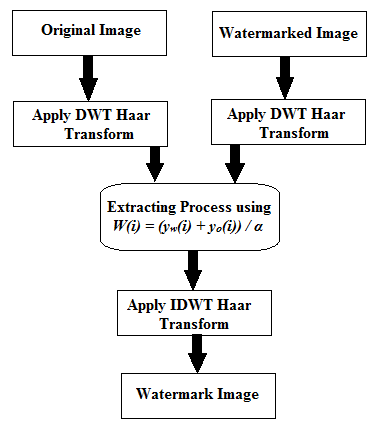 Original Image
Watermarked Image
Apply DWT Haar
Transform
Apply DWT Haar
Transform
Extracting Process using
W(i) = (yw(i) + yo(i)) / α
Apply IDWT Haar
Transform
Watermark Image